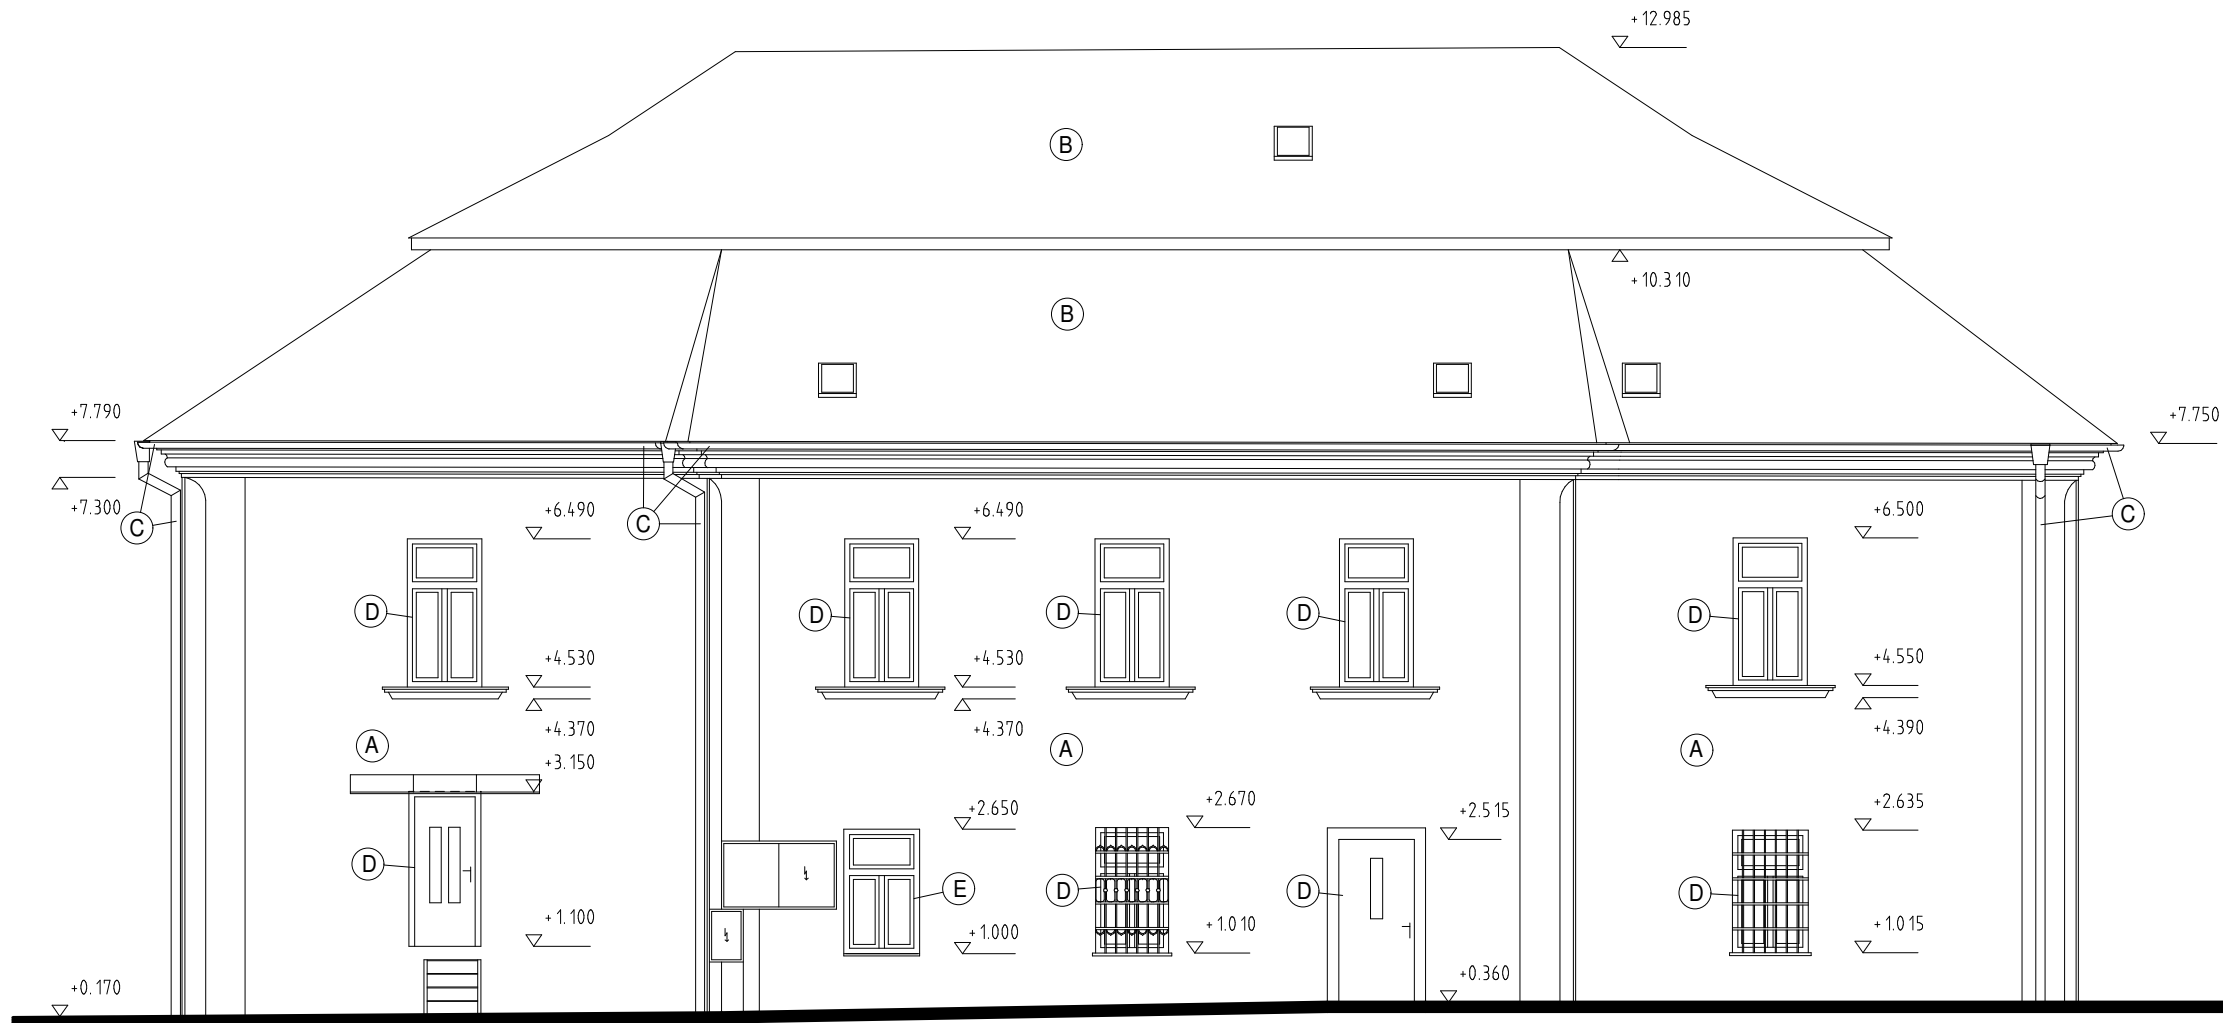 +12.985
B
+10.310
B
+7.790
+7.750
+7.300
C
C
C
+6.490
+6.490
+6.500
D
D
D
D
D
+4.530
+4.530
+4.550
+4.370
+4.370
+4.390
A
A
A
+3.150
+2.650
+2.670
+2.515
+2.635
D
E
D
D
D
+1.100
+1.000
+1.010
+1.015
+0.170
+0.360